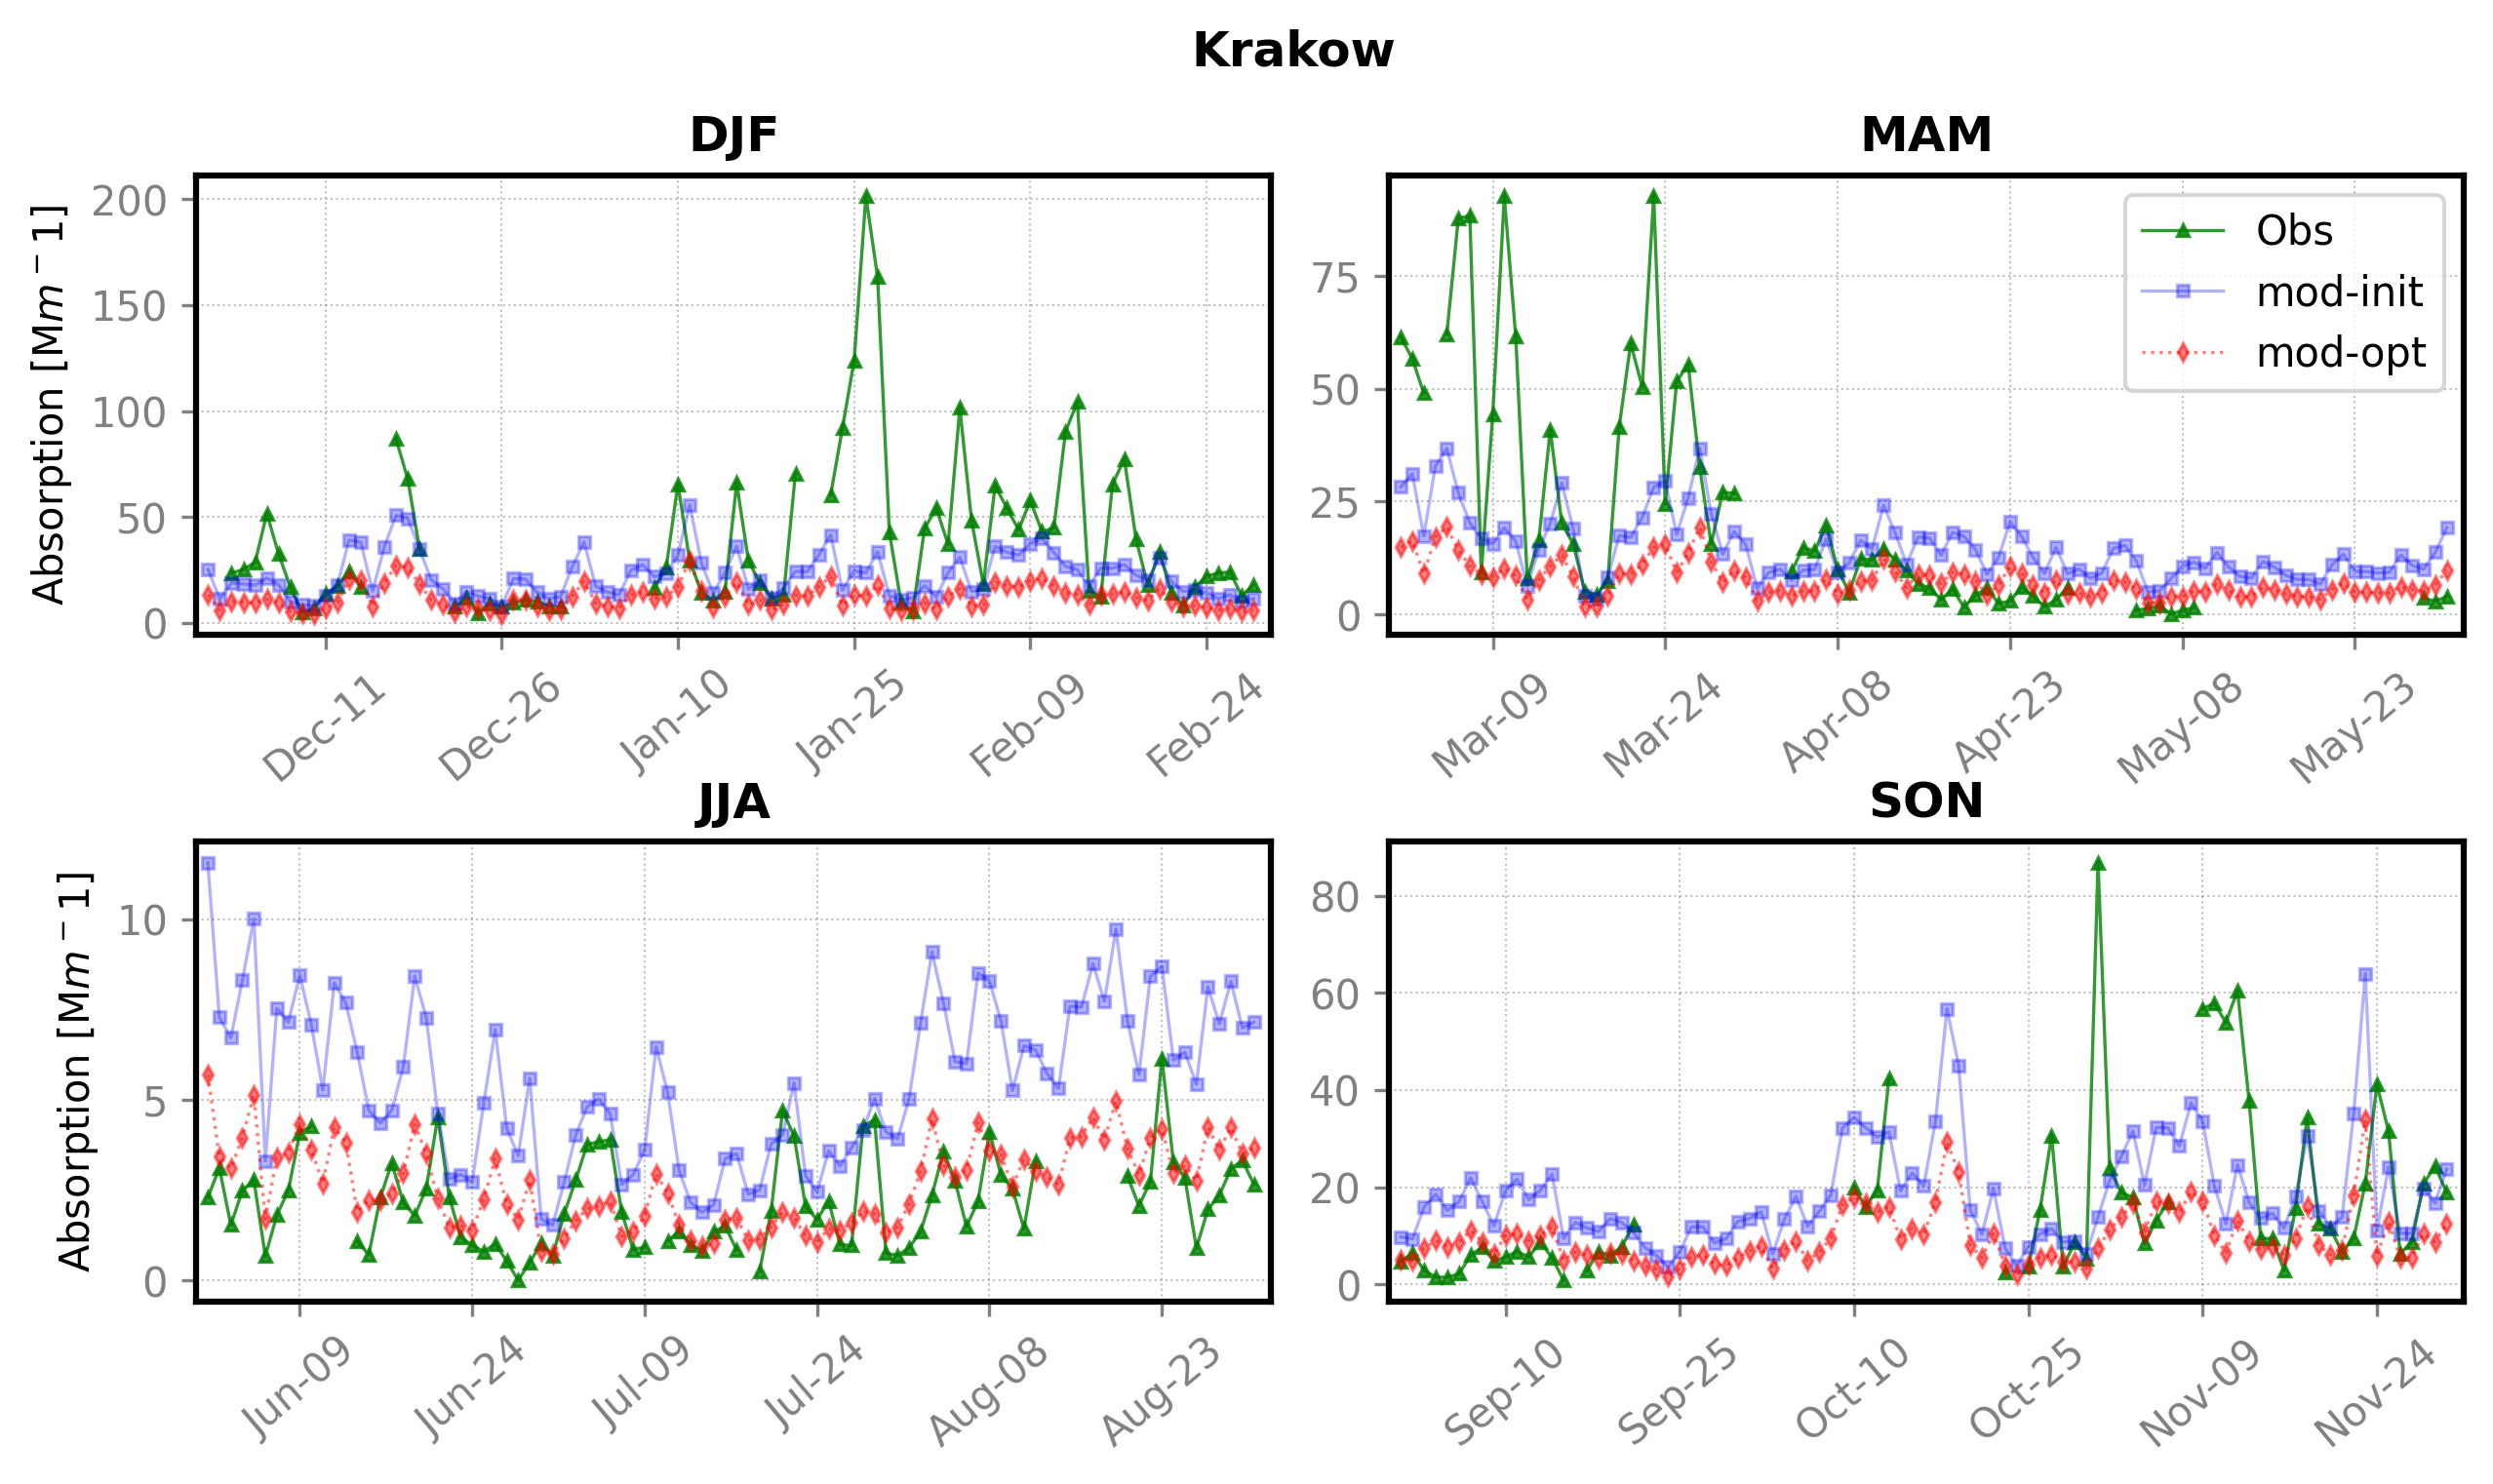 Krakow
DJF
MAM
Absorption [Mm − 1]
200
150
100
50
0
75
50
25
0
Obs
mod-init
mod-opt
Dec-11
Dec-26
Jan-10
Jan-25
Feb-09
Feb-24
Mar-09
Mar-24
Apr-08
Apr-23
May-08
May-23
JJA
SON
Absorption [Mm − 1]
10
5
0
80
60
40
20
0
Jun-09
Jun-24
Jul-09
Jul-24
Aug-08
Aug-23
Sep-10
Sep-25
Oct-10
Oct-25
Nov-09
Nov-24